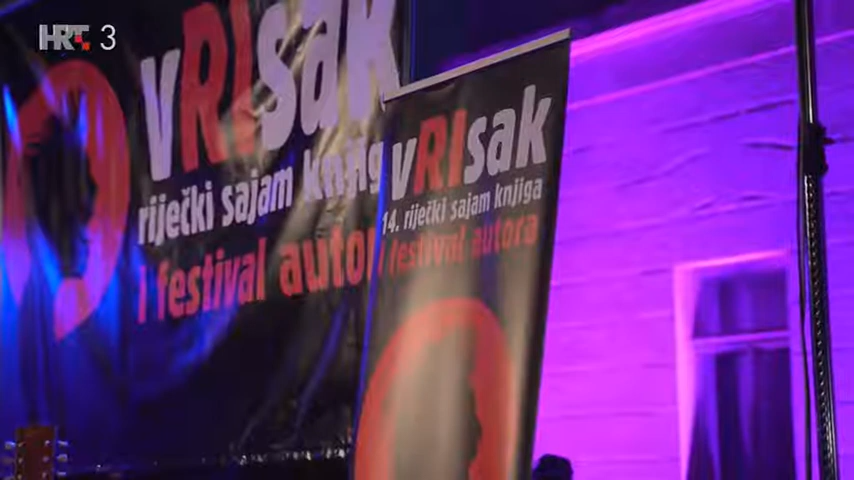 HRT 3
vRIsak
riječki sajam knjig
i festival autor
vRIsak
14. riječki sajam knjiga
i festival autora